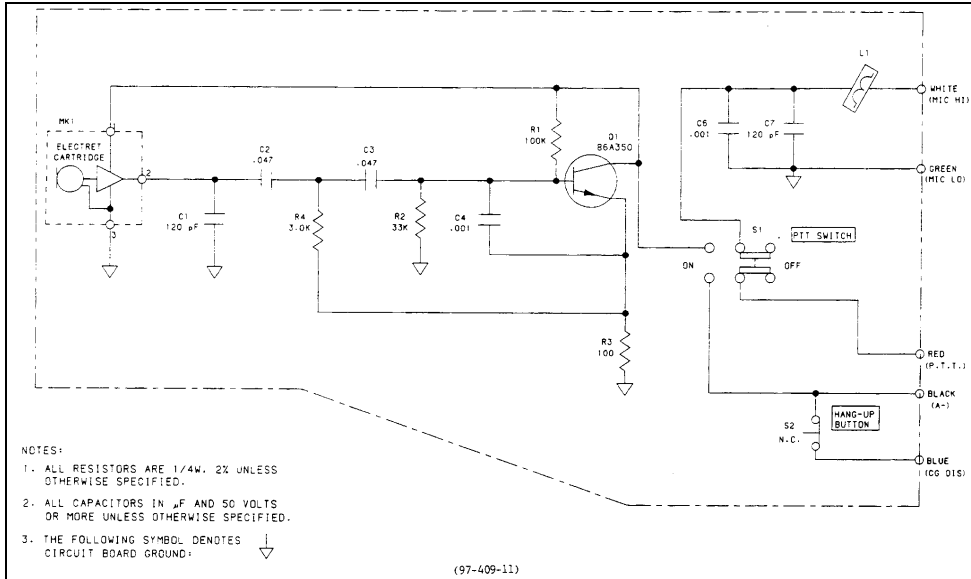 L1
WHITE
(MIC HI)
MK1
1
ELECTRET
CARTRIDGE
2
3
C1
120 pF
C2
.047
C3
.047
R4
3.0K
R2
33K
C4
.001
R1
100K
Q1
86A350
C6
.001
C7
120 pF
GREEN
(MIC LO)
S1
PTT SWITCH
ON
OFF
R3
100
RED
(P.T.T.)
BLACK
(A-)
HANG-UP
BUTTON
S2
N.C.
BLUE
(CG DIS)
NOTES:
1. ALL RESISTORS ARE 1/4W, 2% UNLESS
OTHERWISE SPECIFIED.
2. ALL CAPACITORS IN µF AND 50 VOLTS
OR MORE UNLESS OTHERWISE SPECIFIED.
3. THE FOLLOWING SYMBOL DENOTES
CIRCUIT BOARD GROUND:
(97-409-11)